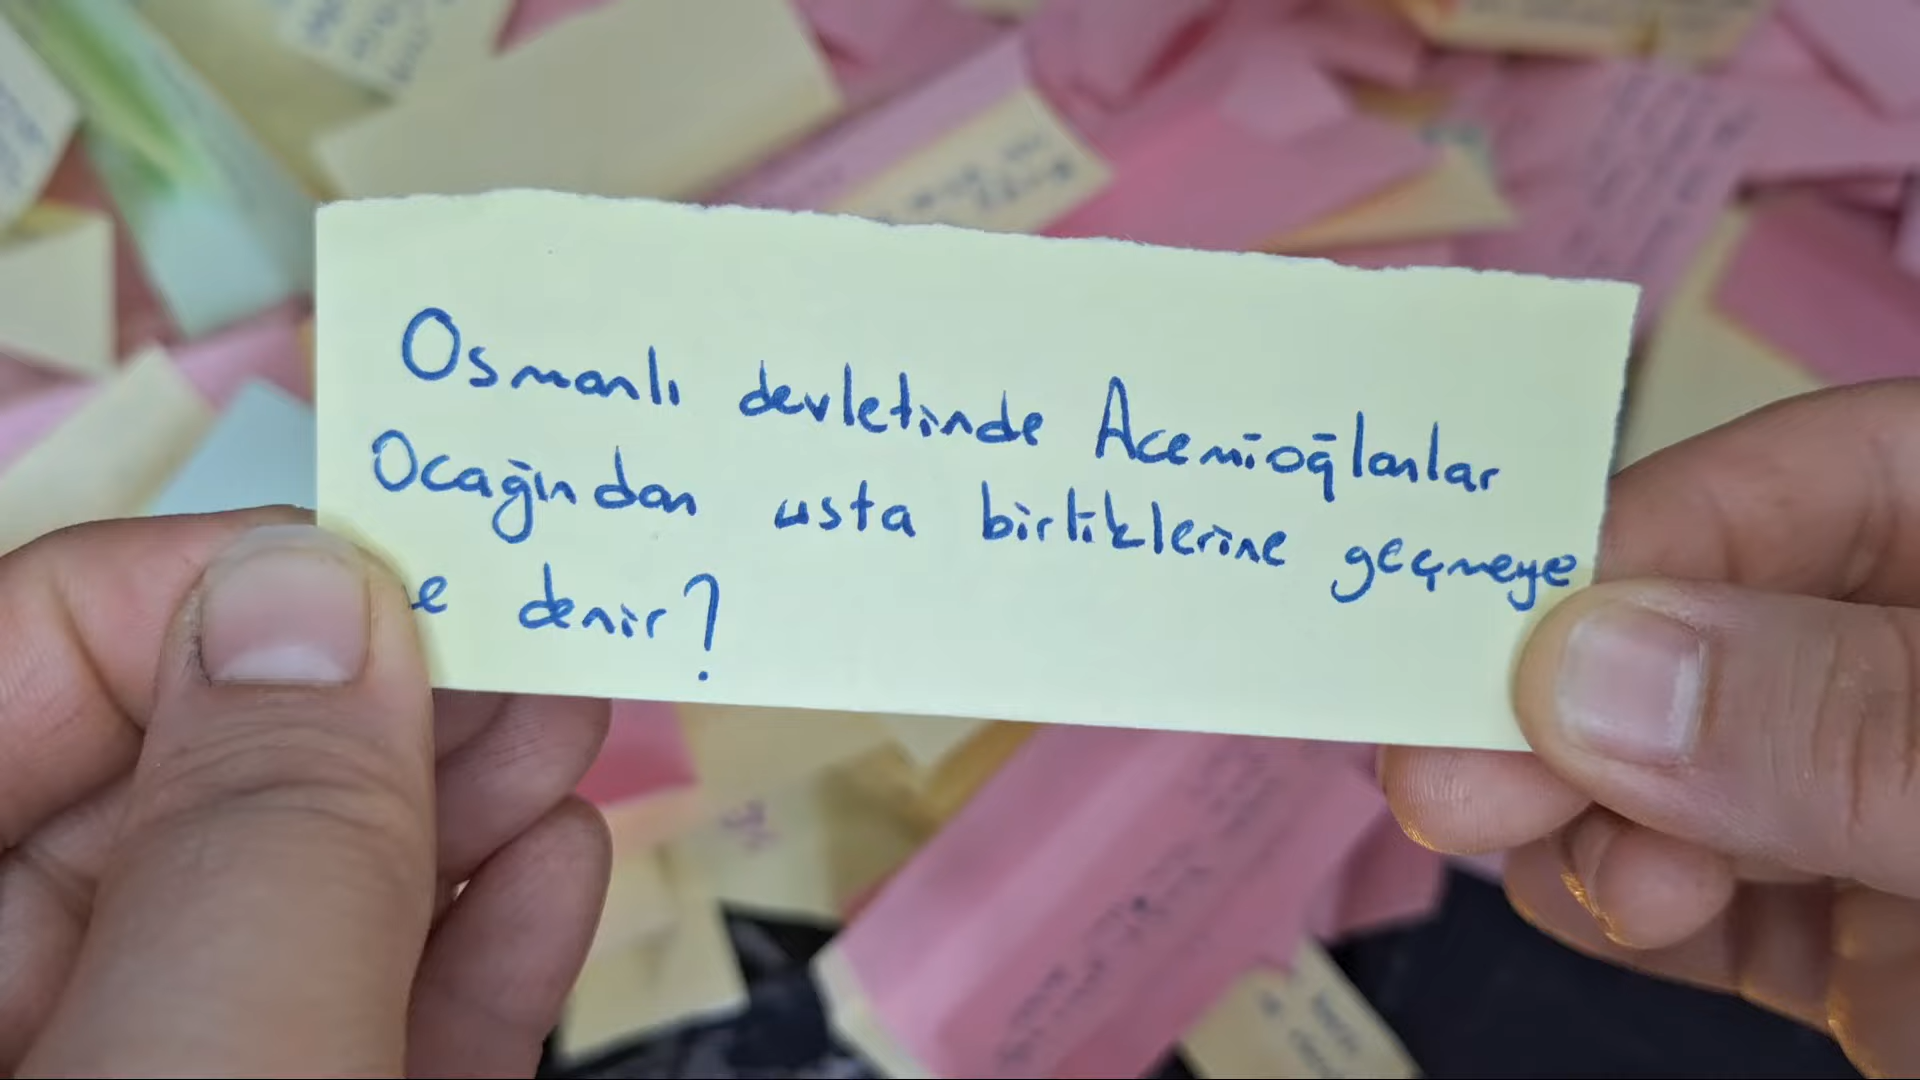 Osmanlı devletinde Acemioğlanlar
Ocağından usta birliklerine geçmeye
e denir?